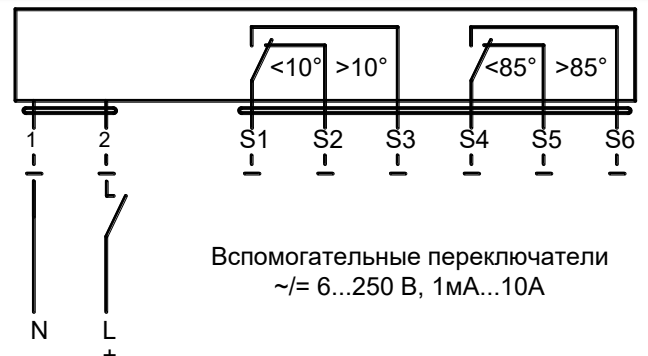 <10° >10° <85° >85°
1 2 S1 S2 S3 S4 S5 S6
Вспомогательные переключатели
~/= 6...250 В, 1мА...10А
N L
+